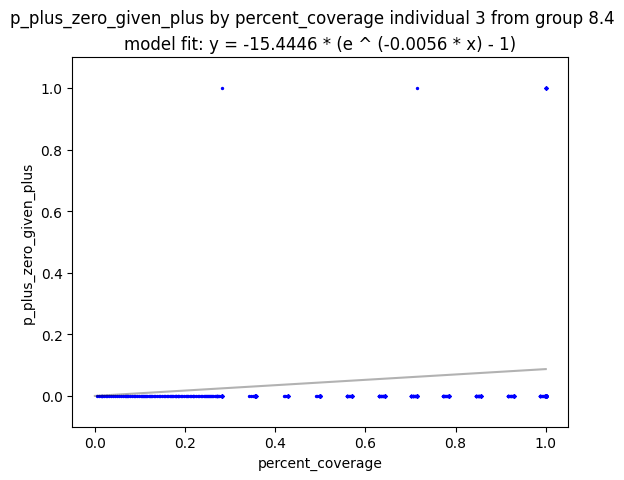 p_plus_zero_given_plus by percent_coverage individual 3 from group 8.4
model fit: y = -15.4446 * (e ^ (-0.0056 * x) - 1)
1.0
0.8
0.6
0.4
0.2
0.0
p_plus_zero_given_plus
0.0 0.2 0.4 0.6 0.8 1.0
percent_coverage